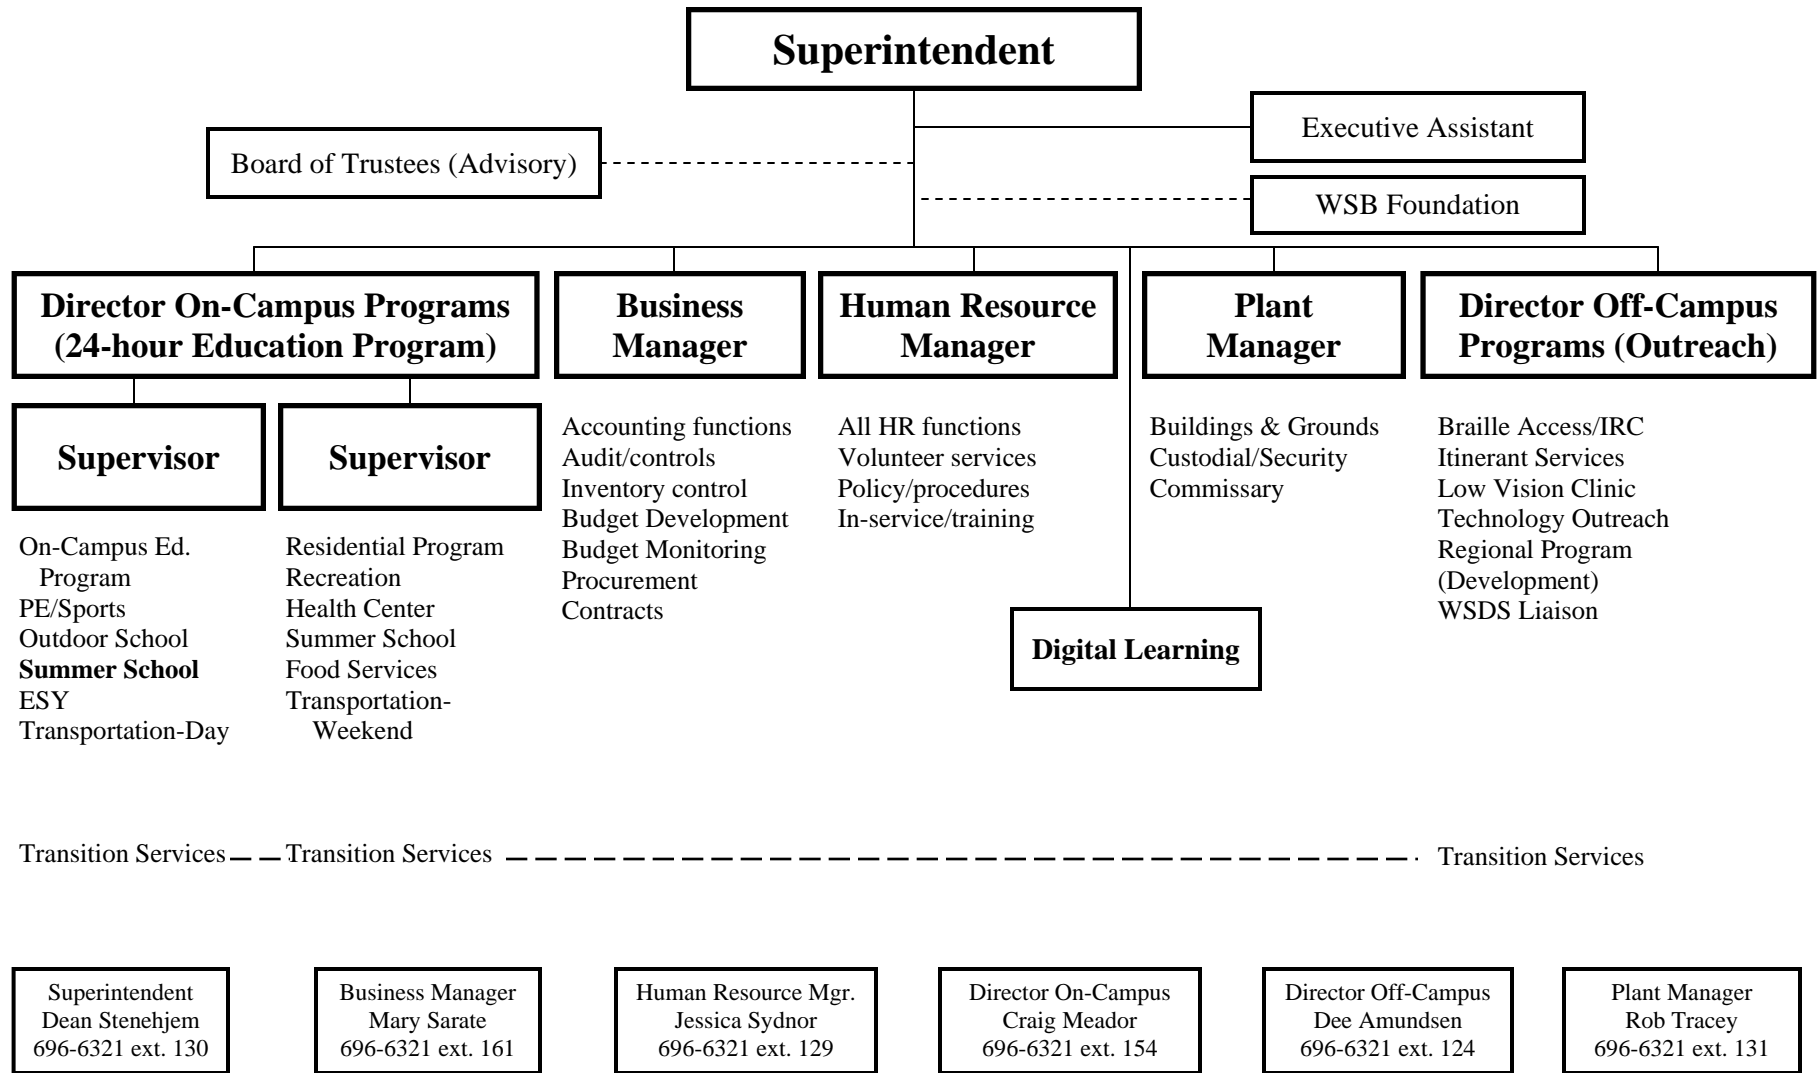 Superintendent
Executive Assistant
Board of Trustees (Advisory)
WSB Foundation
Director On-Campus Programs
(24-hour Education Program)
Business
Manager
Human Resource
Manager
Plant
Manager
Director Off-Campus
Programs (Outreach)
Supervisor
On-Campus Ed.
Program
PE/Sports
Outdoor School
Summer School
ESY
Transportation-Day
Supervisor
Residential Program
Recreation
Health Center
Summer School
Food Services
Transportation-
Weekend
Accounting functions
Audit/controls
Inventory control
Budget Development
Budget Monitoring
Procurement
Contracts
All HR functions
Volunteer services
Policy/procedures
In-service/training
Digital Learning
Buildings & Grounds
Custodial/Security
Commissary
Braille Access/IRC
Itinerant Services
Low Vision Clinic
Technology Outreach
Regional Program
(Development)
WSDS Liaison
Transition Services
Transition Services
Transition Services
Superintendent
Dean Stenehjem
696-6321 ext. 130
Business Manager
Mary Sarate
696-6321 ext. 161
Human Resource Mgr.
Jessica Sydnor
696-6321 ext. 129
Director On-Campus
Craig Meador
696-6321 ext. 154
Director Off-Campus
Dee Amundsen
696-6321 ext. 124
Plant Manager
Rob Tracey
696-6321 ext. 131